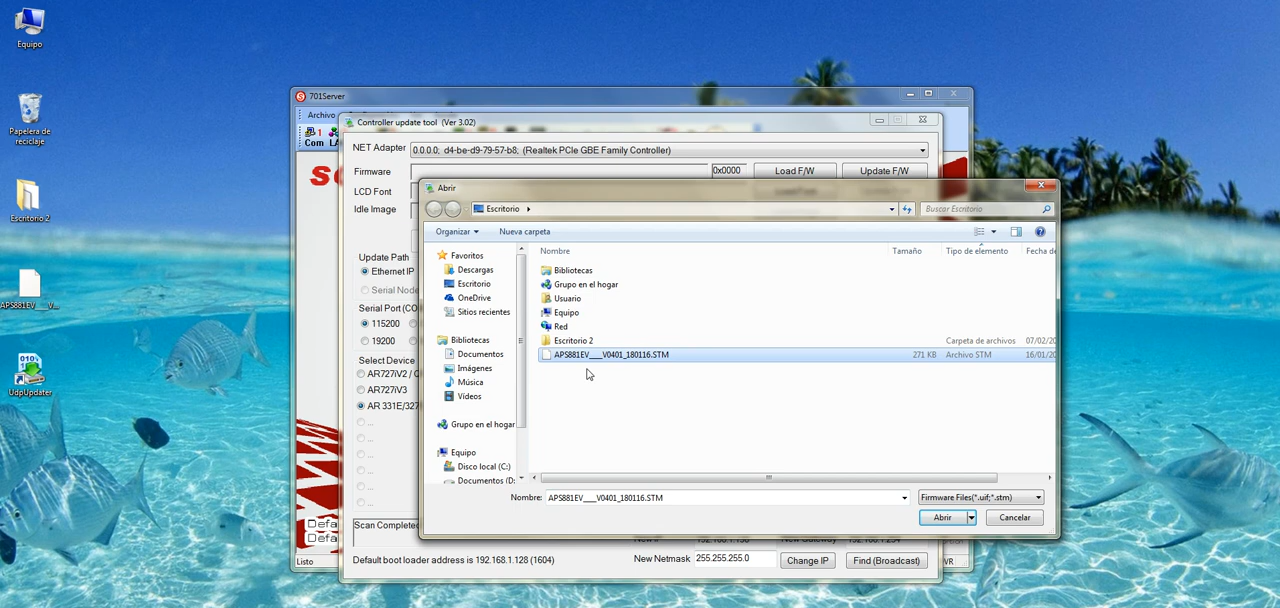 Equipo
Papelera de
reciclaje
Escritorio 2
APS881EV___V...
UdpUpdater
701Server
Archivo
Com
Controller update tool (Ver 3.02)
NET Adapter
0.0.0.0; d4-be-d9-79-57-b8; (Realtek PCIe GBE Family Controller)
Firmware
0x0000
Load F/W
Update F/W
LCD Font
Idle Image
Update Path
Ethernet IP
Serial Node
Serial Port (CO
115200
19200
Select Device
AR727iV2 / C
AR727iV3
AR 331E/327
...
...
...
...
...
...
Scan Completed
Default boot loader address is 192.168.1.128 (1604)
New Netmask
255.255.255.0
Change IP
Find (Broadcast)
Listo
Abrir
Escritorio
Buscar Escritorio
Organizar
Nueva carpeta
Favoritos
Descargas
Escritorio
OneDrive
Sitios recientes
Bibliotecas
Documentos
Imágenes
Música
Vídeos
Grupo en el hogar
Equipo
Disco local (C:)
Documentos (D:
Nombre
Tamaño
Tipo de elemento
Fecha de
Bibliotecas
Grupo en el hogar
Usuario
Equipo
Red
Escritorio 2
Carpeta de archivos
07/02/20
APS881EV___V0401_180116.STM
271 KB
Archivo STM
16/01/20
Nombre:
APS881EV___V0401_180116.STM
Firmware Files(*.uif;*.stm)
Abrir
Cancelar